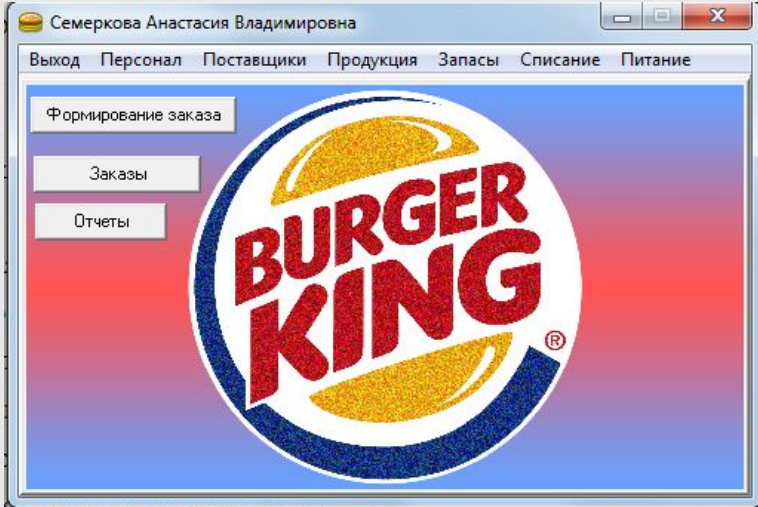 Семеркова Анастасия Владимировна
Выход Персонал Поставщики Продукция Запасы Списание Питание
Формирование заказа
Заказы
Отчеты
BURGER
KING
®